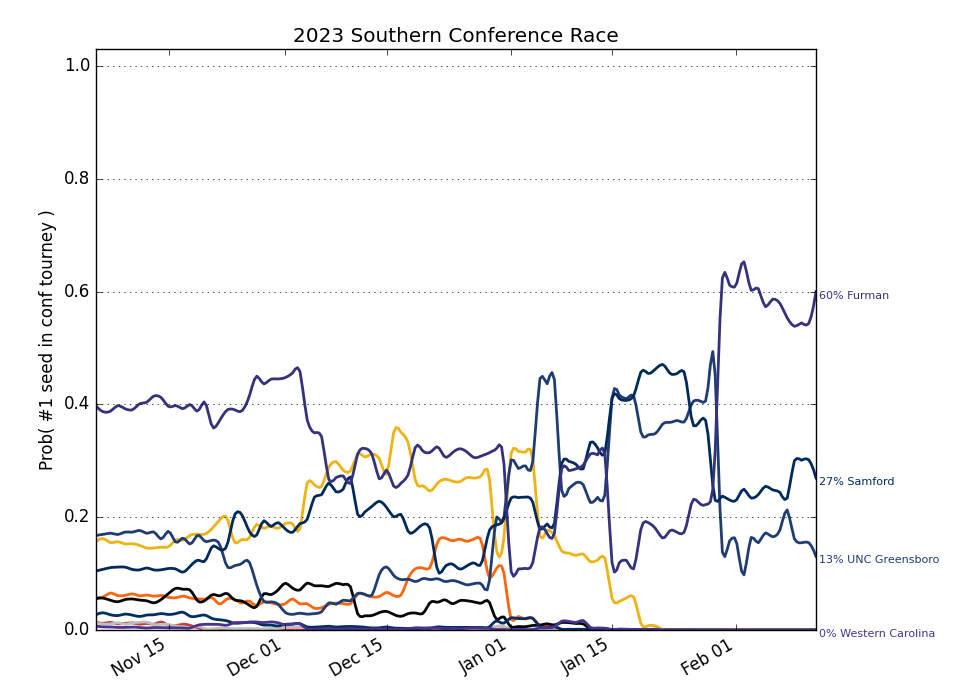 2023 Southern Conference Race
Prob( #1 seed in conf tourney )
1.0
0.8
0.6
0.4
0.2
0.0
Nov 15
Dec 01
Dec 15
Jan 01
Jan 15
Feb 01
60% Furman
27% Samford
13% UNC Greensboro
0% Western Carolina